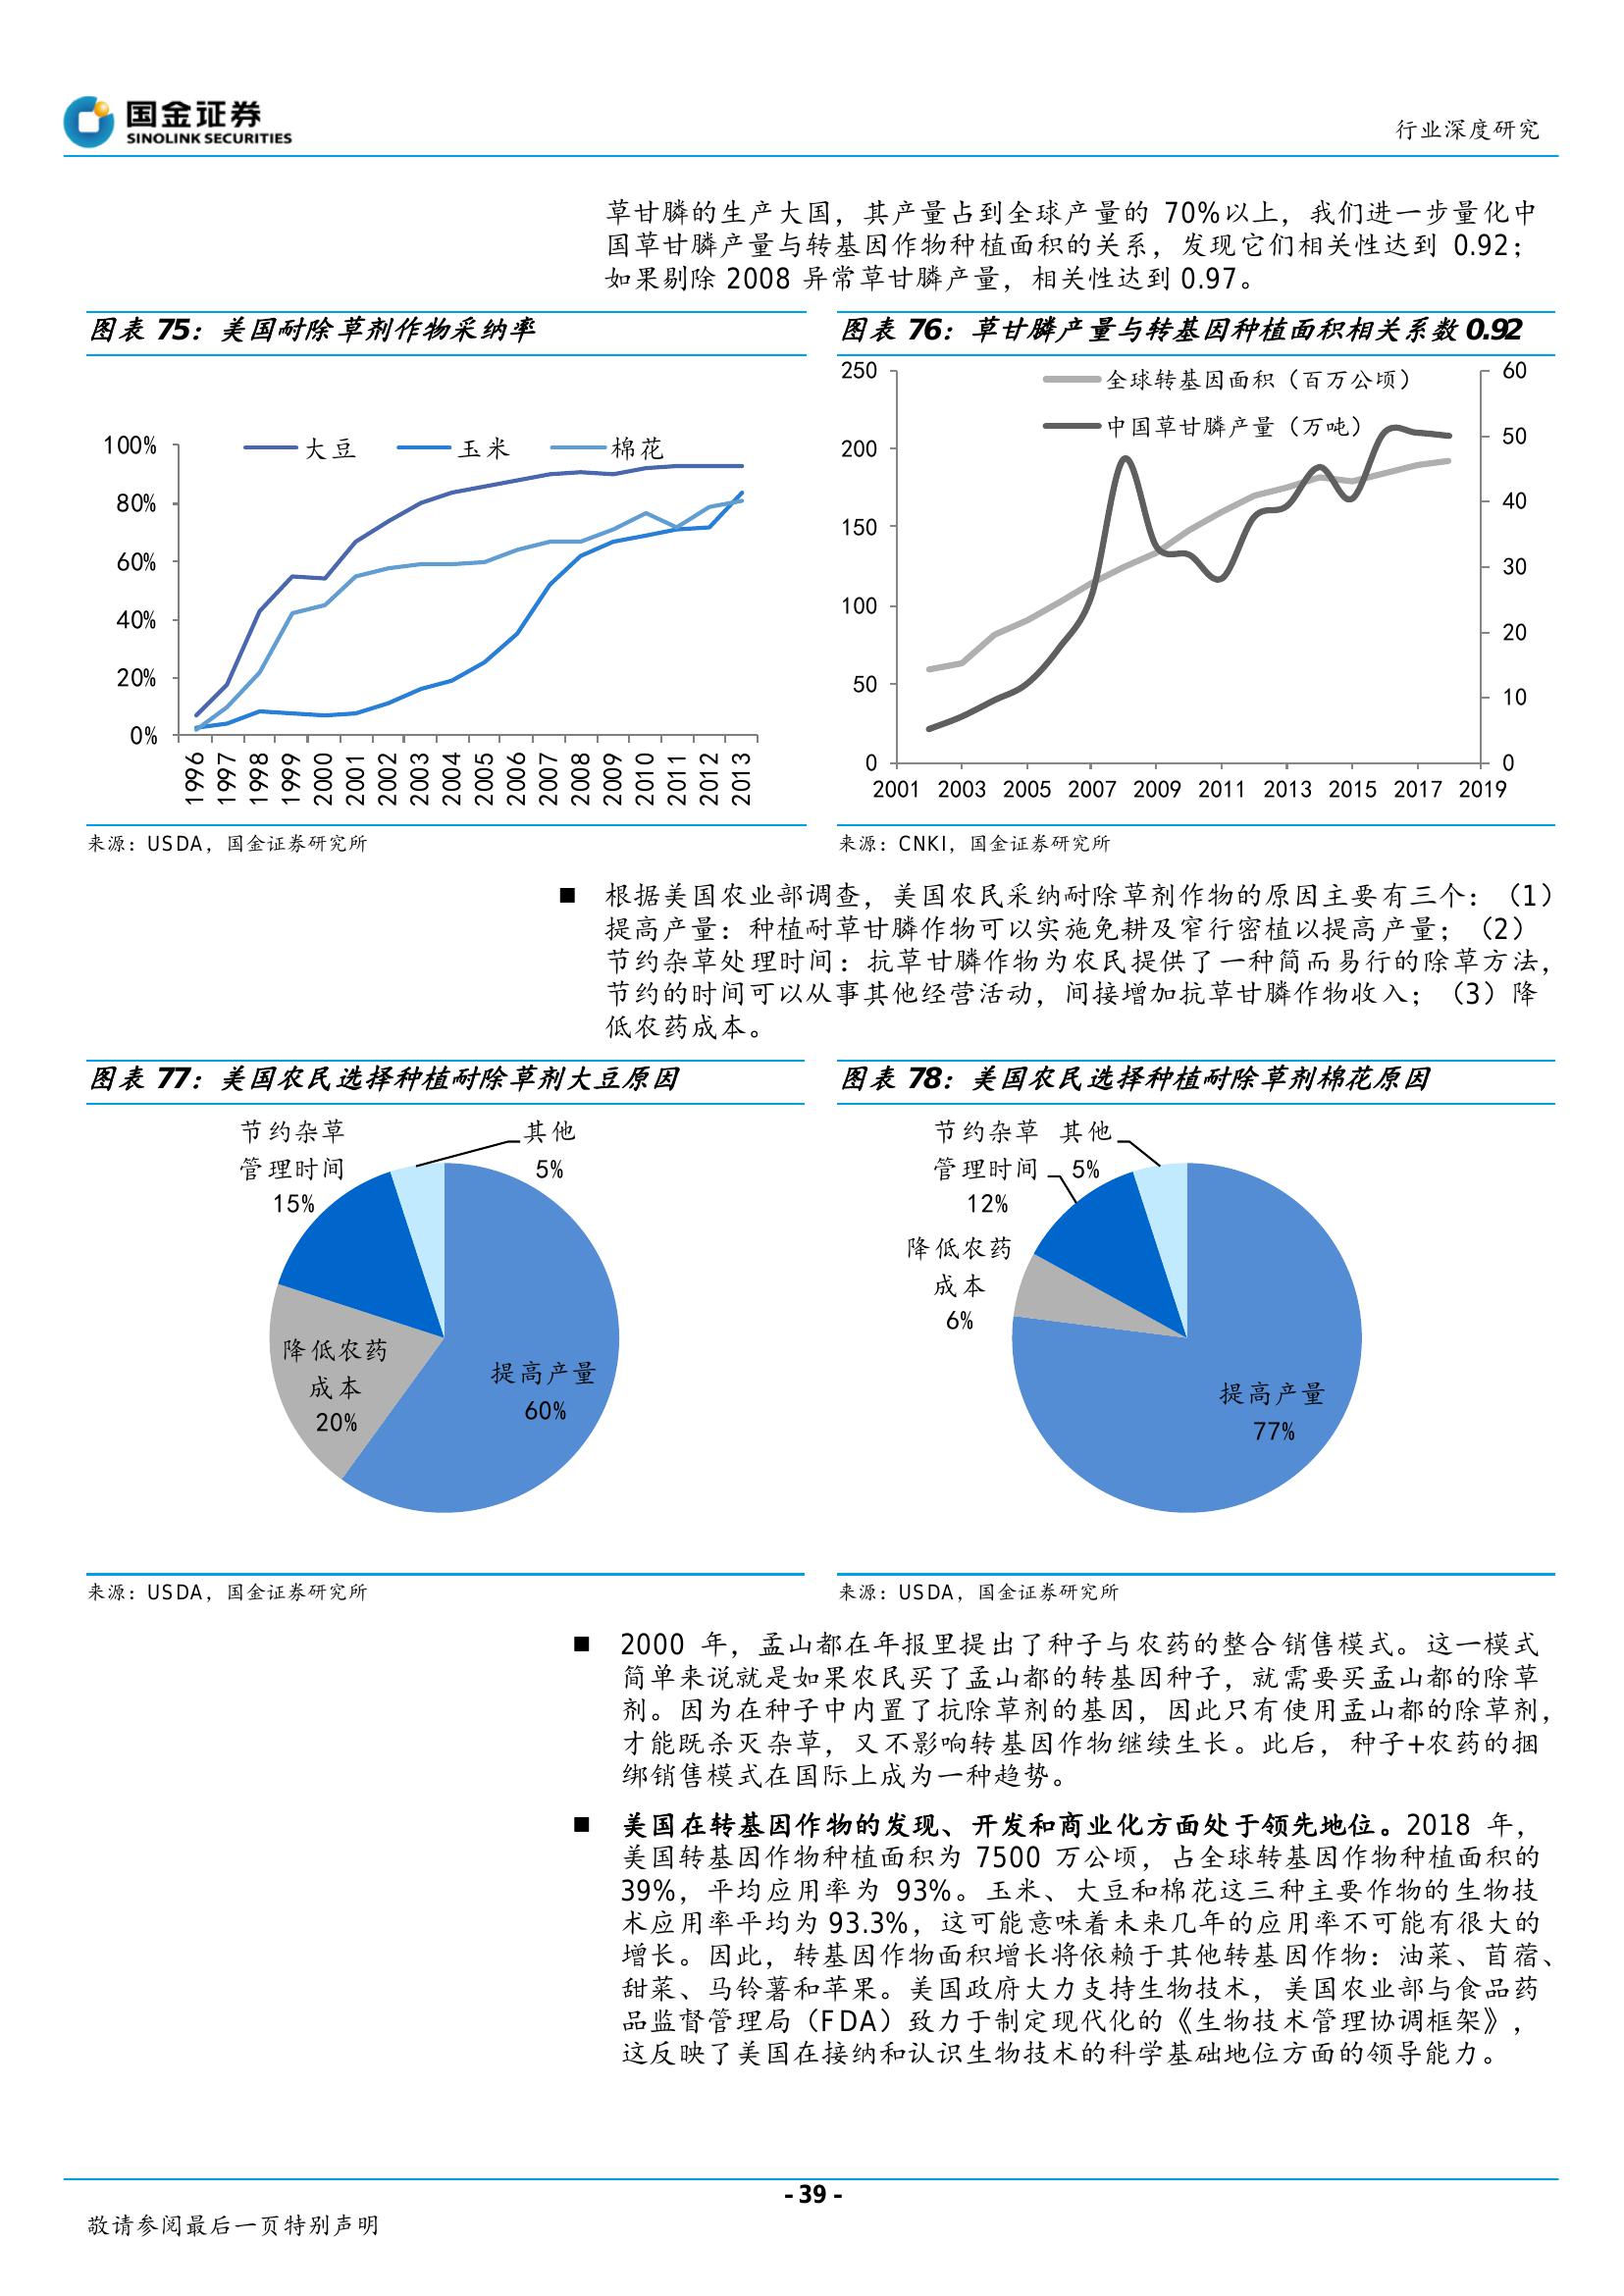 国金证券
SINOLINK SECURITIES
行业深度研究
草甘膦的生产大国，其产量占到全球产量的 70%以上，我们进一步量化中
国草甘膦产量与转基因作物种植面积的关系，发现它们相关性达到 0.92；
如果剔除 2008 异常草甘膦产量，相关性达到 0.97。
图表 75：美国耐除草剂作物采纳率
大豆 玉米 棉花
100%
80%
60%
40%
20%
0%
1996 1997 1998 1999 2000 2001 2002 2003 2004 2005 2006 2007 2008 2009 2010 2011 2012 2013
来源：USDA，国金证券研究所
图表 76：草甘膦产量与转基因种植面积相关系数 0.92
全球转基因面积（百万公顷）
中国草甘膦产量（万吨）
250
200
150
100
50
0
60
50
40
30
20
10
0
2001 2003 2005 2007 2009 2011 2013 2015 2017 2019
来源：CNKI，国金证券研究所
■ 根据美国农业部调查，美国农民采纳耐除草剂作物的原因主要有三个：（1）
提高产量：种植耐草甘膦作物可以实施免耕及窄行密植以提高产量；（2）
节约杂草处理时间：抗草甘膦作物为农民提供了一种简而易行的除草方法，
节约的时间可以从事其他经营活动，间接增加抗草甘膦作物收入；（3）降
低农药成本。
图表 77：美国农民选择种植耐除草剂大豆原因
节约杂草
管理时间
15%
其他
5%
降低农药
成本
20%
提高产量
60%
来源：USDA，国金证券研究所
图表 78：美国农民选择种植耐除草剂棉花原因
节约杂草
管理时间
12%
其他
5%
降低农药
成本
6%
提高产量
77%
来源：USDA，国金证券研究所
■ 2000 年，孟山都在年报里提出了种子与农药的整合销售模式。这一模式
简单来说就是如果农民买了孟山都的转基因种子，就需要买孟山都的除草
剂。因为在种子中内置了抗除草剂的基因，因此只有使用孟山都的除草剂，
才能既杀灭杂草，又不影响转基因作物继续生长。此后，种子+农药的捆
绑销售模式在国际上成为一种趋势。
■ 美国在转基因作物的发现、开发和商业化方面处于领先地位。2018 年，
美国转基因作物种植面积为 7500 万公顷，占全球转基因作物种植面积的
39%，平均应用率为 93%。玉米、大豆和棉花这三种主要作物的生物技
术应用率平均为 93.3%，这可能意味着未来几年的应用率不可能有很大的
增长。因此，转基因作物面积增长将依赖于其他转基因作物：油菜、苜蓿、
甜菜、马铃薯和苹果。美国政府大力支持生物技术，美国农业部与食品药
品监督管理局（FDA）致力于制定现代化的《生物技术管理协调框架》，
这反映了美国在接纳和认识生物技术的科学基础地位方面的领导能力。
- 39 -
敬请参阅最后一页特别声明